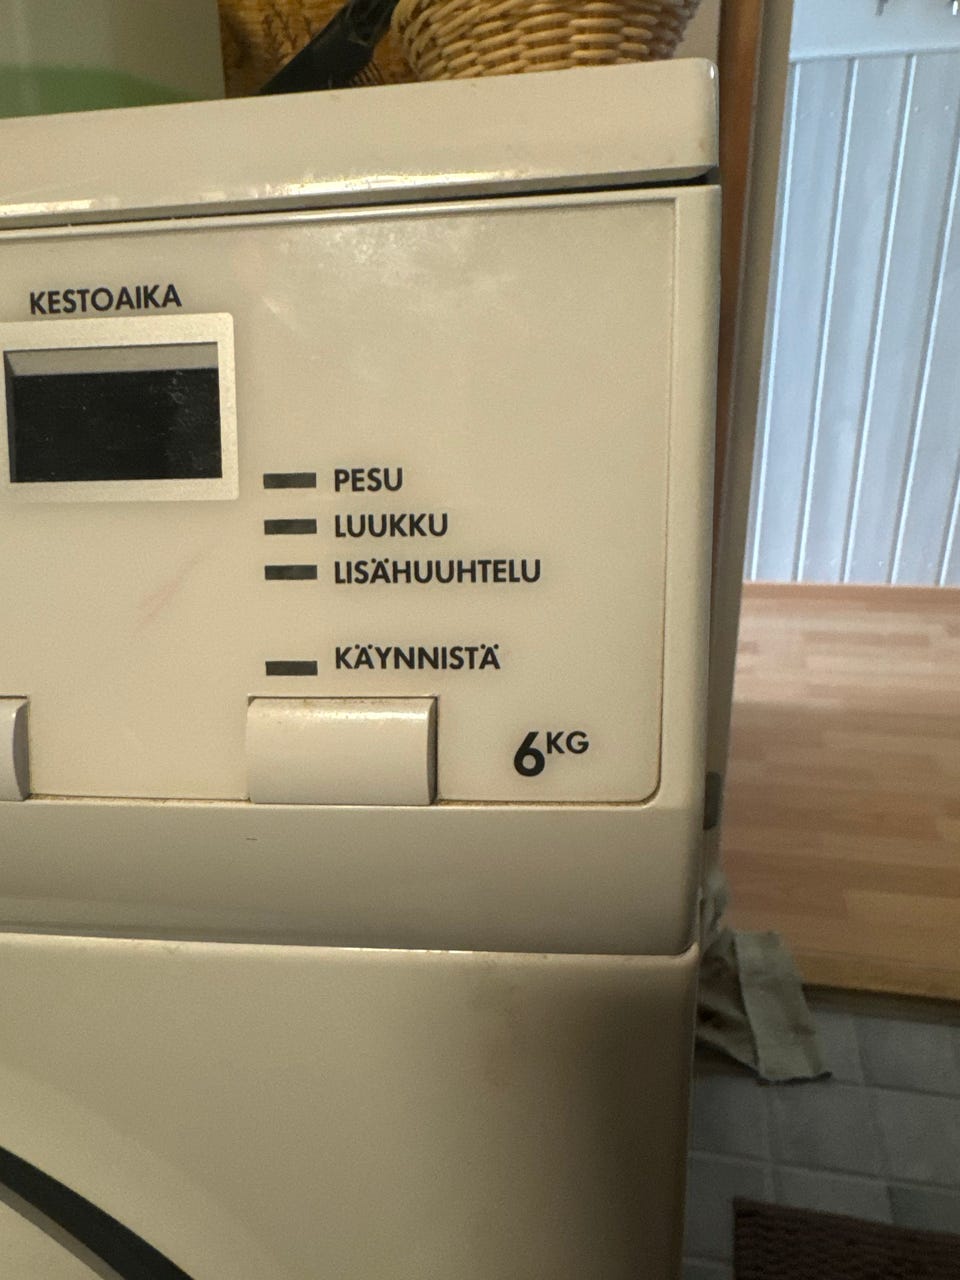 KESTOAIKA
PESU
LUUKKU
LISÄHUUHTELU
KÄYNNISTÄ
6KG